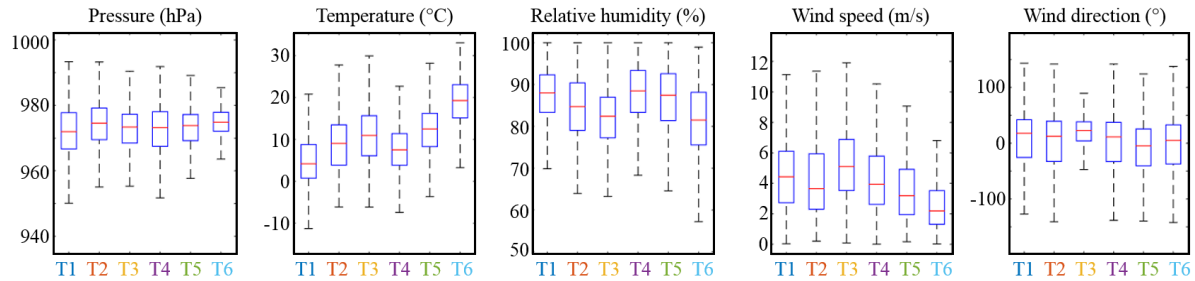 Pressure (hPa)
1000
980
960
940
T1 T2 T3 T4 T5 T6
Temperature (°C)
30
20
10
0
-10
T1 T2 T3 T4 T5 T6
Relative humidity (%)
100
90
80
70
60
50
T1 T2 T3 T4 T5 T6
Wind speed (m/s)
12
10
8
6
4
2
0
T1 T2 T3 T4 T5 T6
Wind direction (°)
100
0
-100
T1 T2 T3 T4 T5 T6